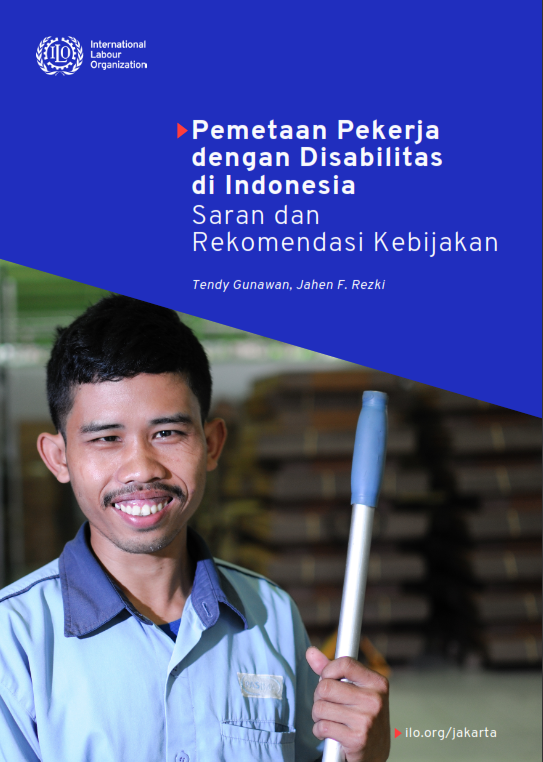 International
Labour
Organization
Pemetaan Pekerja
dengan Disabilitas
di Indonesia
Saran dan
Rekomendasi Kebijakan
Tendy Gunawan, Jahen F. Rezki
ilo.org/jakarta